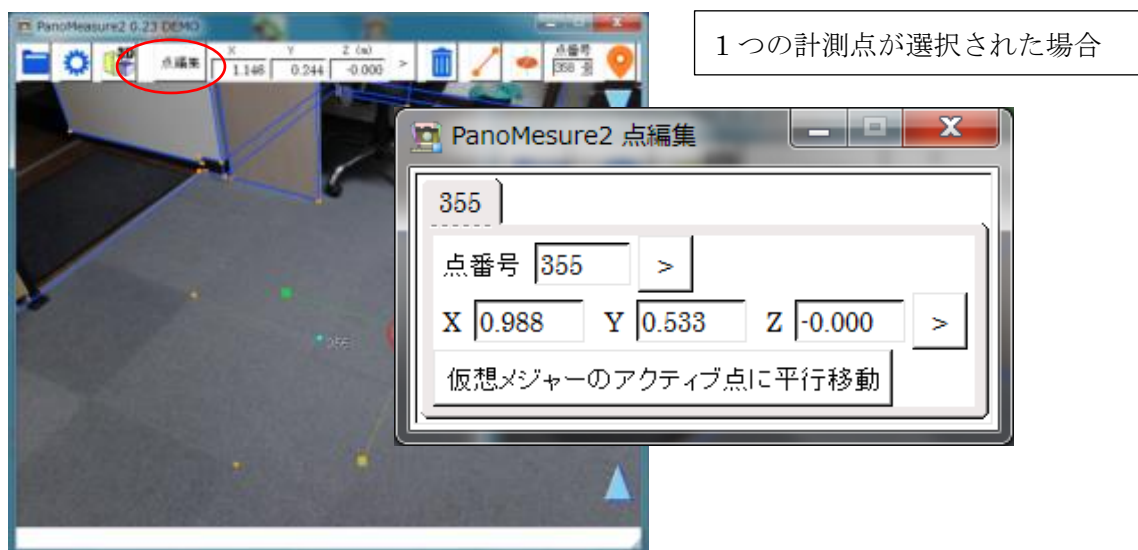 PanoMeasure2 0.23 DEMO
3D
点編集
X Y Z (m)
1.146 0.244 -0.000 >
点番号
358
355
１つの計測点が選択された場合
PanoMesure2 点編集
355
点番号 355 >
X 0.988 Y 0.533 Z -0.000 >
仮想メジャーのアクティブ点に平行移動